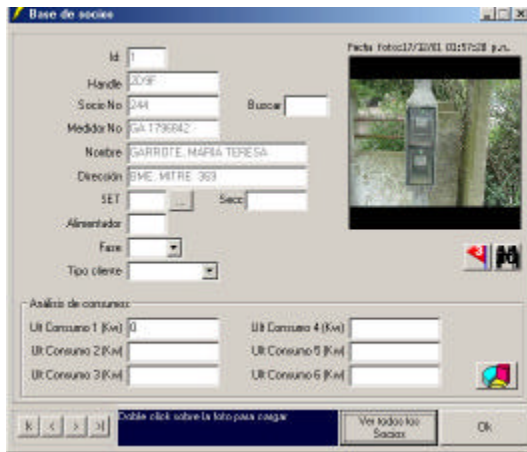 Base de socios
Fecha foto:17/12/01 01:57:28 p.m.
Id 1
Handle 2D9F
Socio No 244 Buscar
Medidor No GA 1796642
Nombre GARROTE, MARIA TERESA
Dirección BME. MITRE 369
SET ... Secc
Alimentador
Fase
Tipo cliente
Análisis de consumos
Ult Consumo 1 (Kw) 0 Ult Consumo 4 (Kw)
Ult Consumo 2 (Kw) Ult Consumo 5 (Kw)
Ult Consumo 3 (Kw) Ult Consumo 6 (Kw)
Doble click sobre la foto para cargar
Ver todos los
Socios
Ok